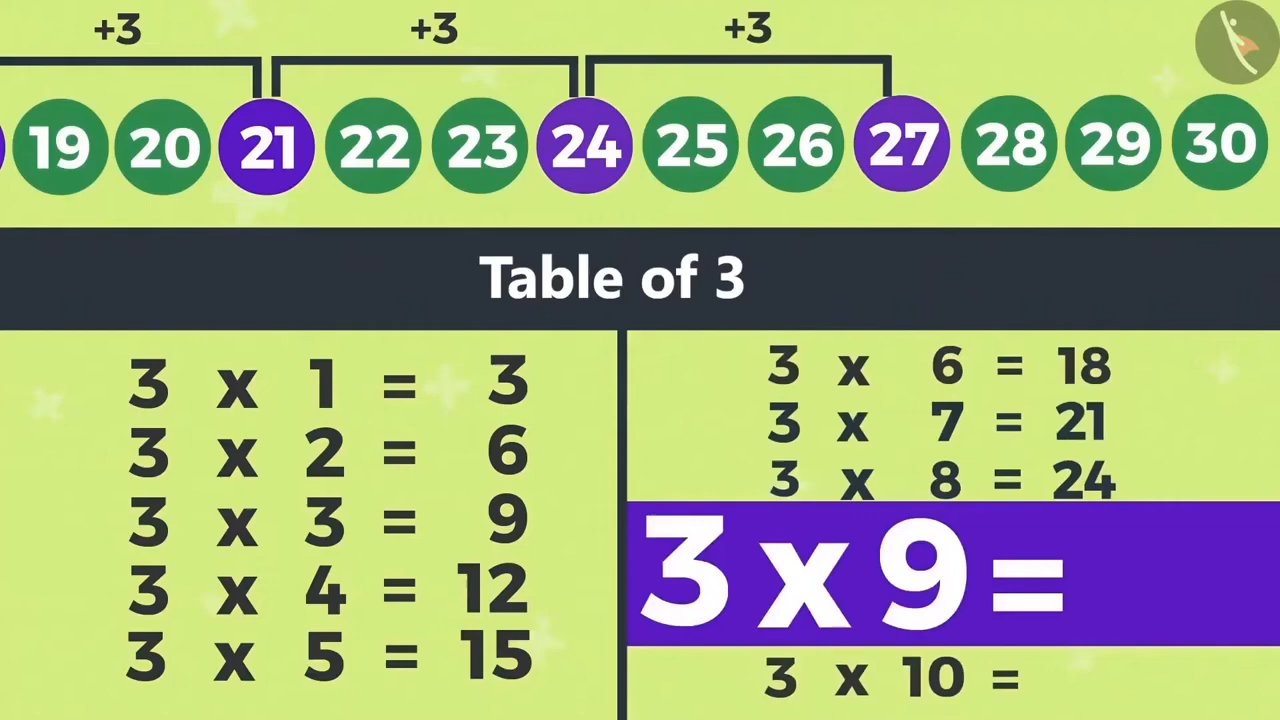 +3 +3 +3
19 20 21 22 23 24 25 26 27 28 29 30
Table of 3
3 x 1 = 3
3 x 2 = 6
3 x 3 = 9
3 x 4 = 12
3 x 5 = 15
3 x 6 = 18
3 x 7 = 21
3 x 8 = 24
3 x 9 =
3 x 10 =